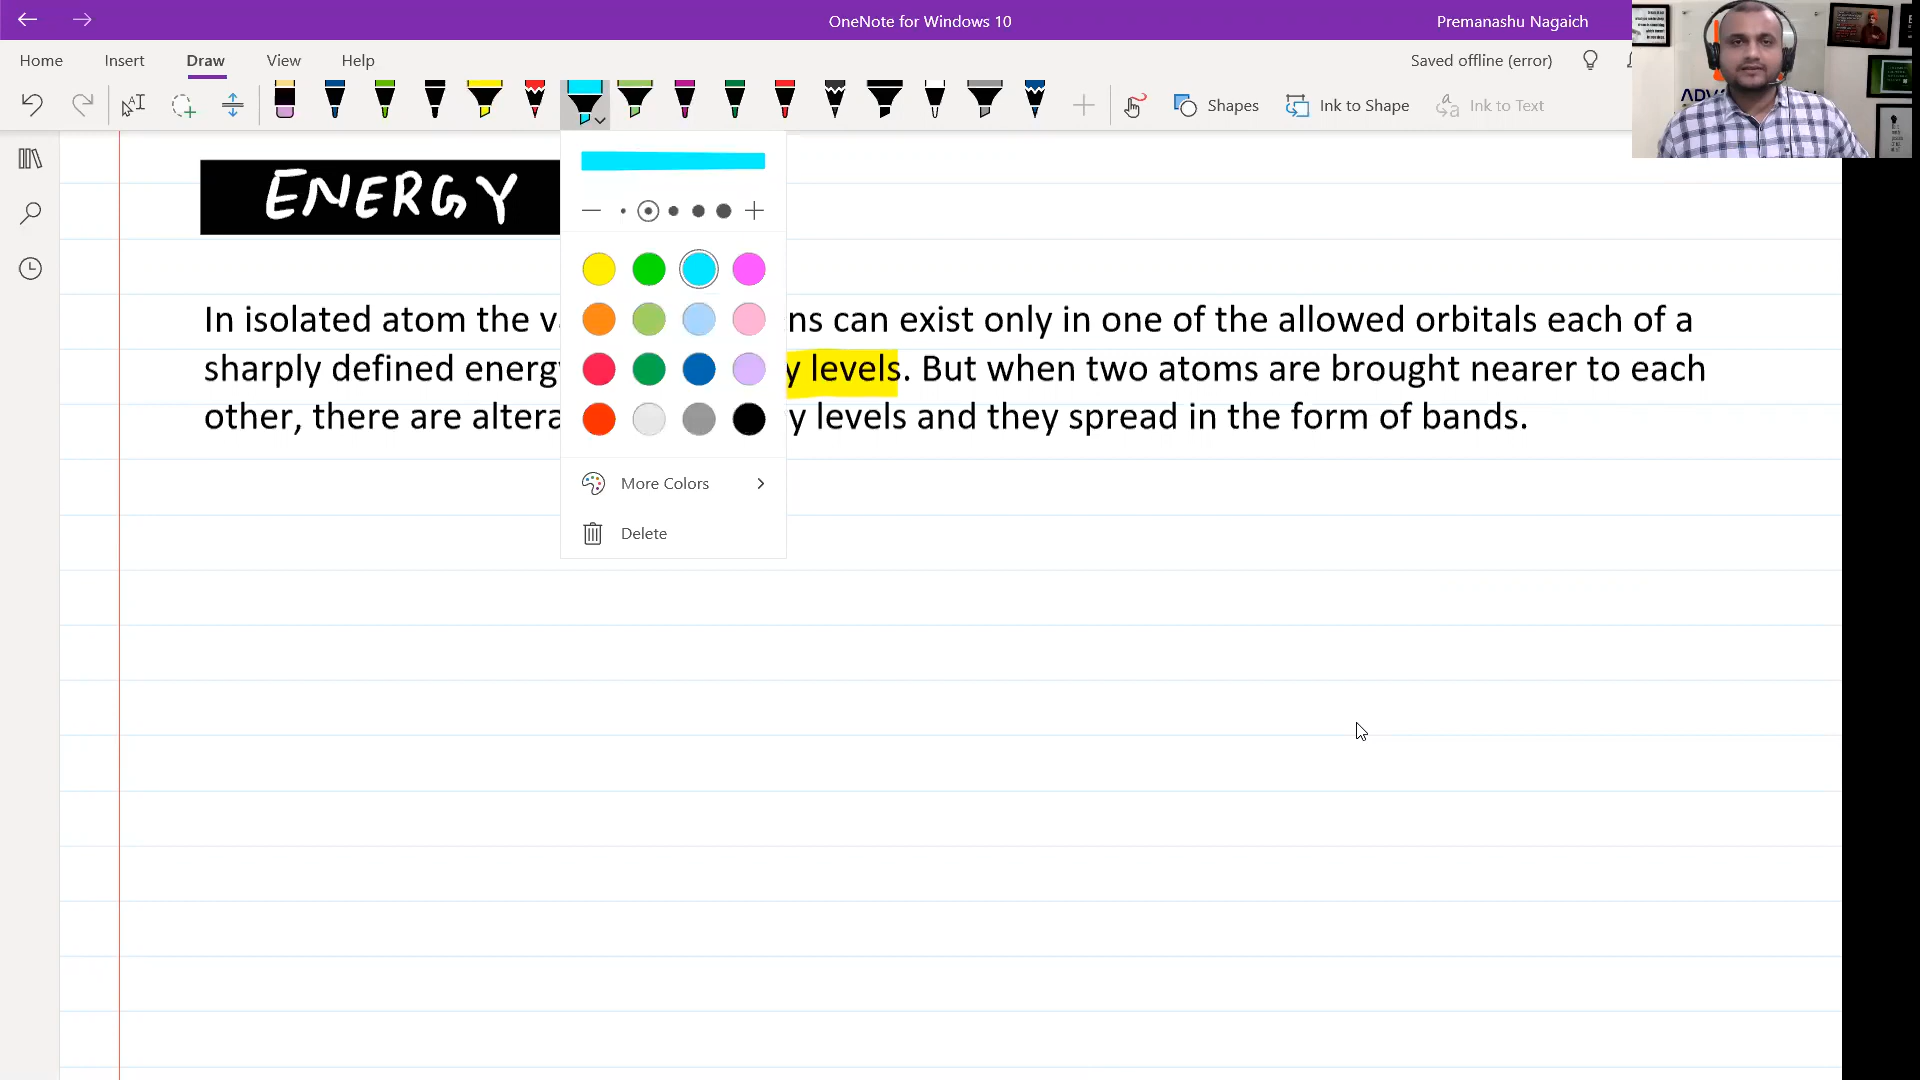 OneNote for Windows 10
Premanashu Nagaich
Home Insert Draw View Help
Saved offline (error)
Shapes Ink to Shape Ink to Text
ENERGY
In isolated atom the v ns can exist only in one of the allowed orbitals each of a
sharply defined energy y levels. But when two atoms are brought nearer to each
other, there are altera y levels and they spread in the form of bands.
More Colors
Delete